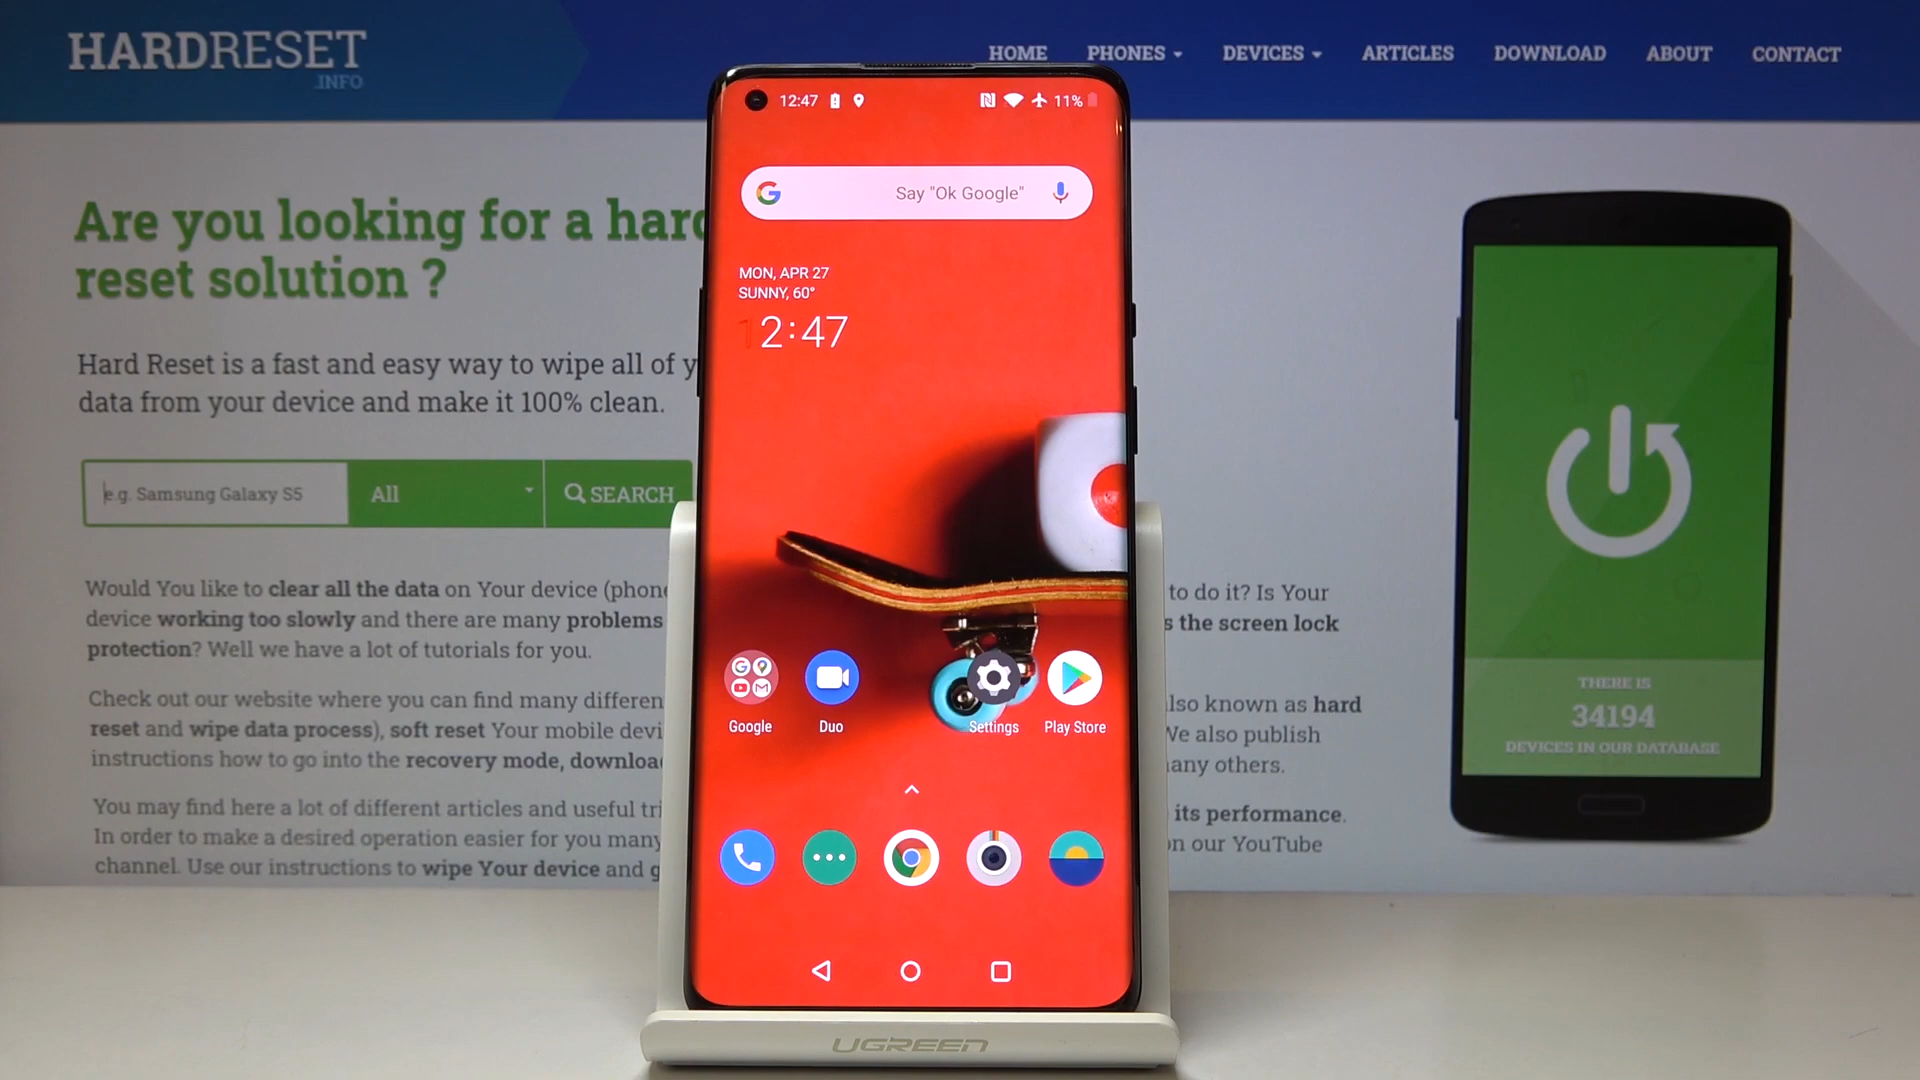 HARDRESET
.INFO
HOME PHONES DEVICES ARTICLES DOWNLOAD ABOUT CONTACT
Are you looking for a hard
reset solution ?
Hard Reset is a fast and easy way to wipe all of y
data from your device and make it 100% clean.
e.g. Samsung Galaxy S5 All SEARCH
Would You like to clear all the data on Your device (phone
to do it? Is Your
device working too slowly and there are many problems
s the screen lock
protection? Well we have a lot of tutorials for you.
Check out our website where you can find many differen
lso known as hard
reset and wipe data process), soft reset Your mobile devi
We also publish
instructions how to go into the recovery mode, downloa
any others.
You may find here a lot of different articles and useful tri
its performance.
In order to make a desired operation easier for you many
n our YouTube
channel. Use our instructions to wipe Your device and g
12:47 11%
Say "Ok Google"
MON, APR 27
SUNNY, 60°
12:47
Google Duo Settings Play Store
THERE IS
34194
DEVICES IN OUR DATABASE
UGREEN